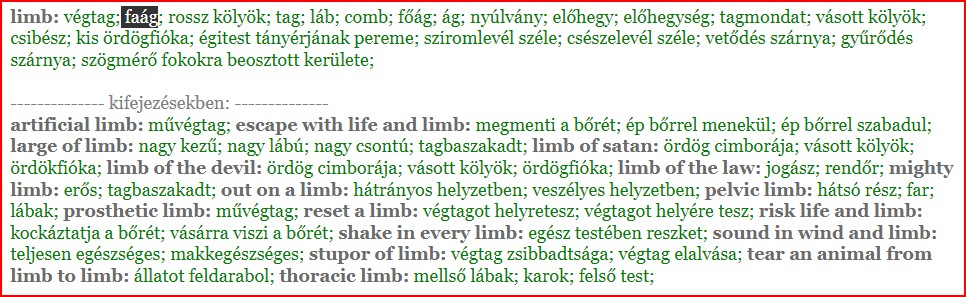 limb: végtag; faág; rossz kölyök; tag; láb; comb; főág; ág; nyúlvány; előhegy; előhegység; tagmondat; vásott kölyök;
csibész; kis ördögfióka; égitest tányérjának pereme; sziromlevél széle; csészelevél széle; vetődés szárnya; gyűrődés
szárnya; szögmérő fokokra beosztott kerülete;
-------------- kifejezésekben: --------------
artificial limb: művégtag; escape with life and limb: megmenti a bőrét; ép bőrrel menekül; ép bőrrel szabadul;
large of limb: nagy kezű; nagy lábú; nagy csontú; tagbaszakadt; limb of satan: ördög cimborája; vásott kölyök;
ördökfióka; limb of the devil: ördög cimborája; vásott kölyök; ördögfióka; limb of the law: jogász; rendőr; mighty
limb: erős; tagbaszakadt; out on a limb: hátrányos helyzetben; veszélyes helyzetben; pelvic limb: hátsó rész; far;
lábak; prosthetic limb: művégtag; reset a limb: végtagot helyretesz; végtagot helyére tesz; risk life and limb:
kockáztatja a bőrét; vásárra viszi a bőrét; shake in every limb: egész testében reszket; sound in wind and limb:
teljesen egészséges; makkegészséges; stupor of limb: végtag zsibbadtsága; végtag elalvása; tear an animal from
limb to limb: állatot feldarabol; thoracic limb: mellső lábak; karok; felső test;